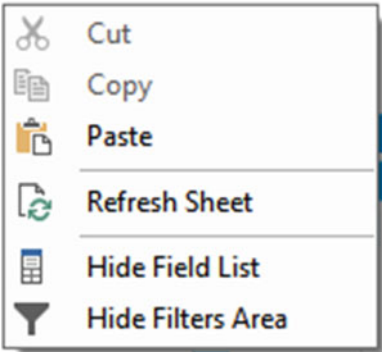 Cut
Copy
Paste
Refresh Sheet
Hide Field List
Hide Filters Area